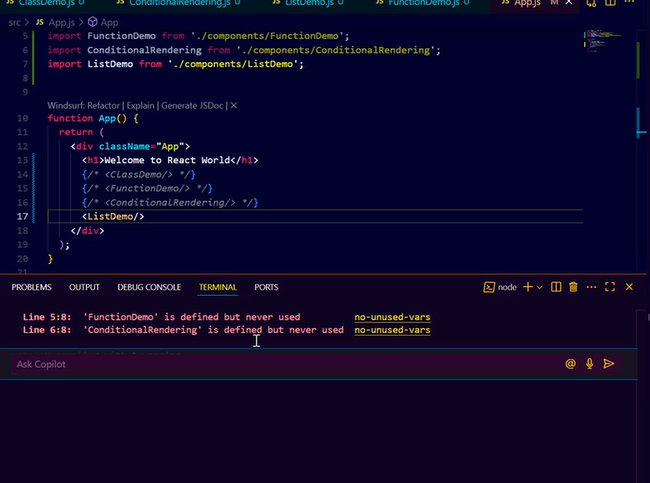 ClassDemo.js U ConditionalRendering.js U ListDemo.js U FunctionDemo.js U App.js M
src > JS App.js > App
5 import FunctionDemo from './components/FunctionDemo';
6 import ConditionalRendering from './components/ConditionalRendering';
7 import ListDemo from './components/ListDemo';
8
9
Windsurf: Refactor | Explain | Generate JSDoc | X
10 function App() {
11 return (
12 <div className="App">
13 <h1>Welcome to React World</h1>
14 {/* <ClassDemo/> */}
15 {/* <FunctionDemo/> */}
16 {/* <ConditionalRendering/> */}
17 <ListDemo/>
18 </div>
19 );
20 }
21
PROBLEMS OUTPUT DEBUG CONSOLE TERMINAL PORTS node
Line 5:8: 'FunctionDemo' is defined but never used no-unused-vars
Line 6:8: 'ConditionalRendering' is defined but never used no-unused-vars
Ask Copilot